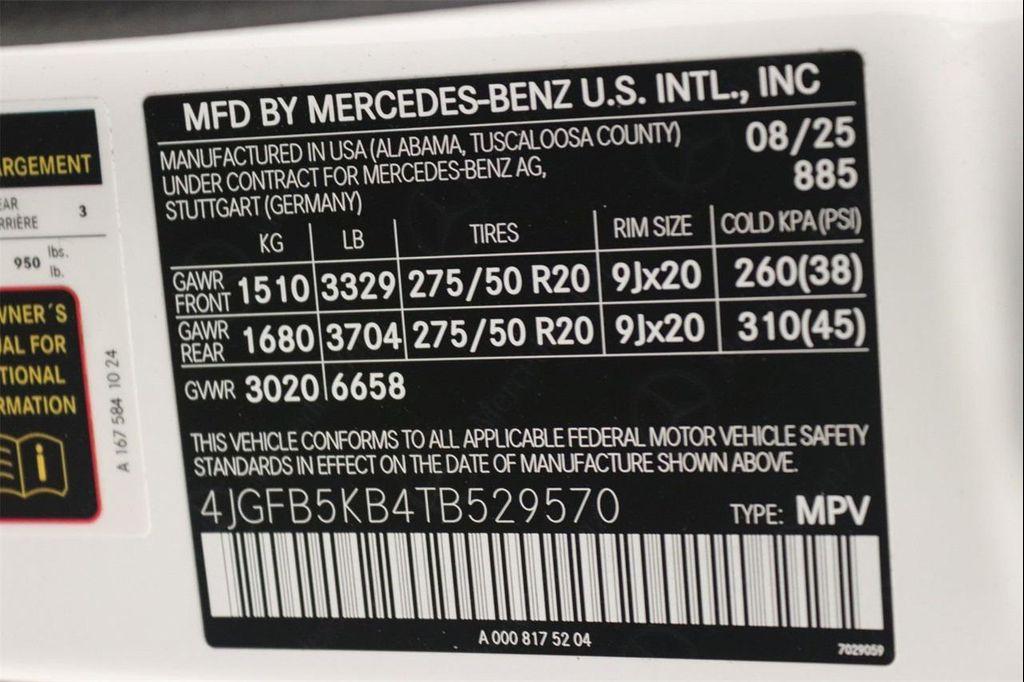 MFD BY MERCEDES-BENZ U.S. INTL., INC
MANUFACTURED IN USA (ALABAMA, TUSCALOOSA COUNTY)
UNDER CONTRACT FOR MERCEDES-BENZ AG,
STUTTGART (GERMANY)
08/25
885
KG LB TIRES RIM SIZE COLD KPA(PSI)
GAWR FRONT 1510 3329 275/50 R20 9Jx20 260(38)
GAWR REAR 1680 3704 275/50 R20 9Jx20 310(45)
GVWR 3020 6658
THIS VEHICLE CONFORMS TO ALL APPLICABLE FEDERAL MOTOR VEHICLE SAFETY
STANDARDS IN EFFECT ON THE DATE OF MANUFACTURE SHOWN ABOVE.
4JGFB5KB4TB529570 TYPE: MPV
A 000 817 52 04
7029059
RGEMENT
EAR
RRIÈRE
3
950 lbs.
lb.
WNER´S
UAL FOR
TIONAL
RMATION
i
A 167 584 10 24